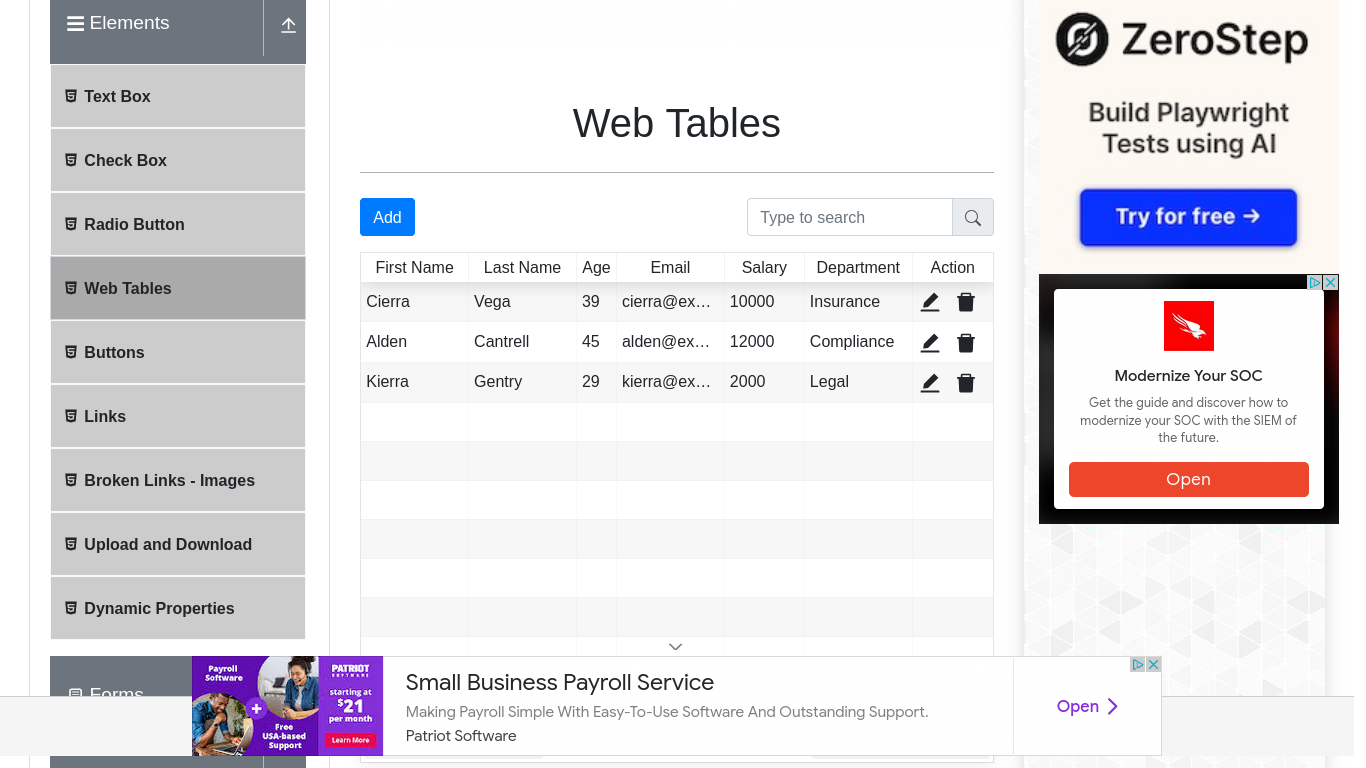 Elements
Text Box
Check Box
Radio Button
Web Tables
Buttons
Links
Broken Links - Images
Upload and Download
Dynamic Properties
Forms
Web Tables
Add
Type to search
First Name Last Name Age Email Salary Department Action
Cierra Vega 39 cierra@ex… 10000 Insurance
Alden Cantrell 45 alden@ex… 12000 Compliance
Kierra Gentry 29 kierra@ex… 2000 Legal
ZeroStep
Build Playwright
Tests using AI
Try for free →
Modernize Your SOC
Get the guide and discover how to
modernize your SOC with the SIEM of
the future.
Open
Payroll
Software
+
Free
USA-based
Support
PATRIOT
SOFTWARE
starting at
$21
per month
Learn More
Small Business Payroll Service
Making Payroll Simple With Easy-To-Use Software And Outstanding Support.
Patriot Software
Open